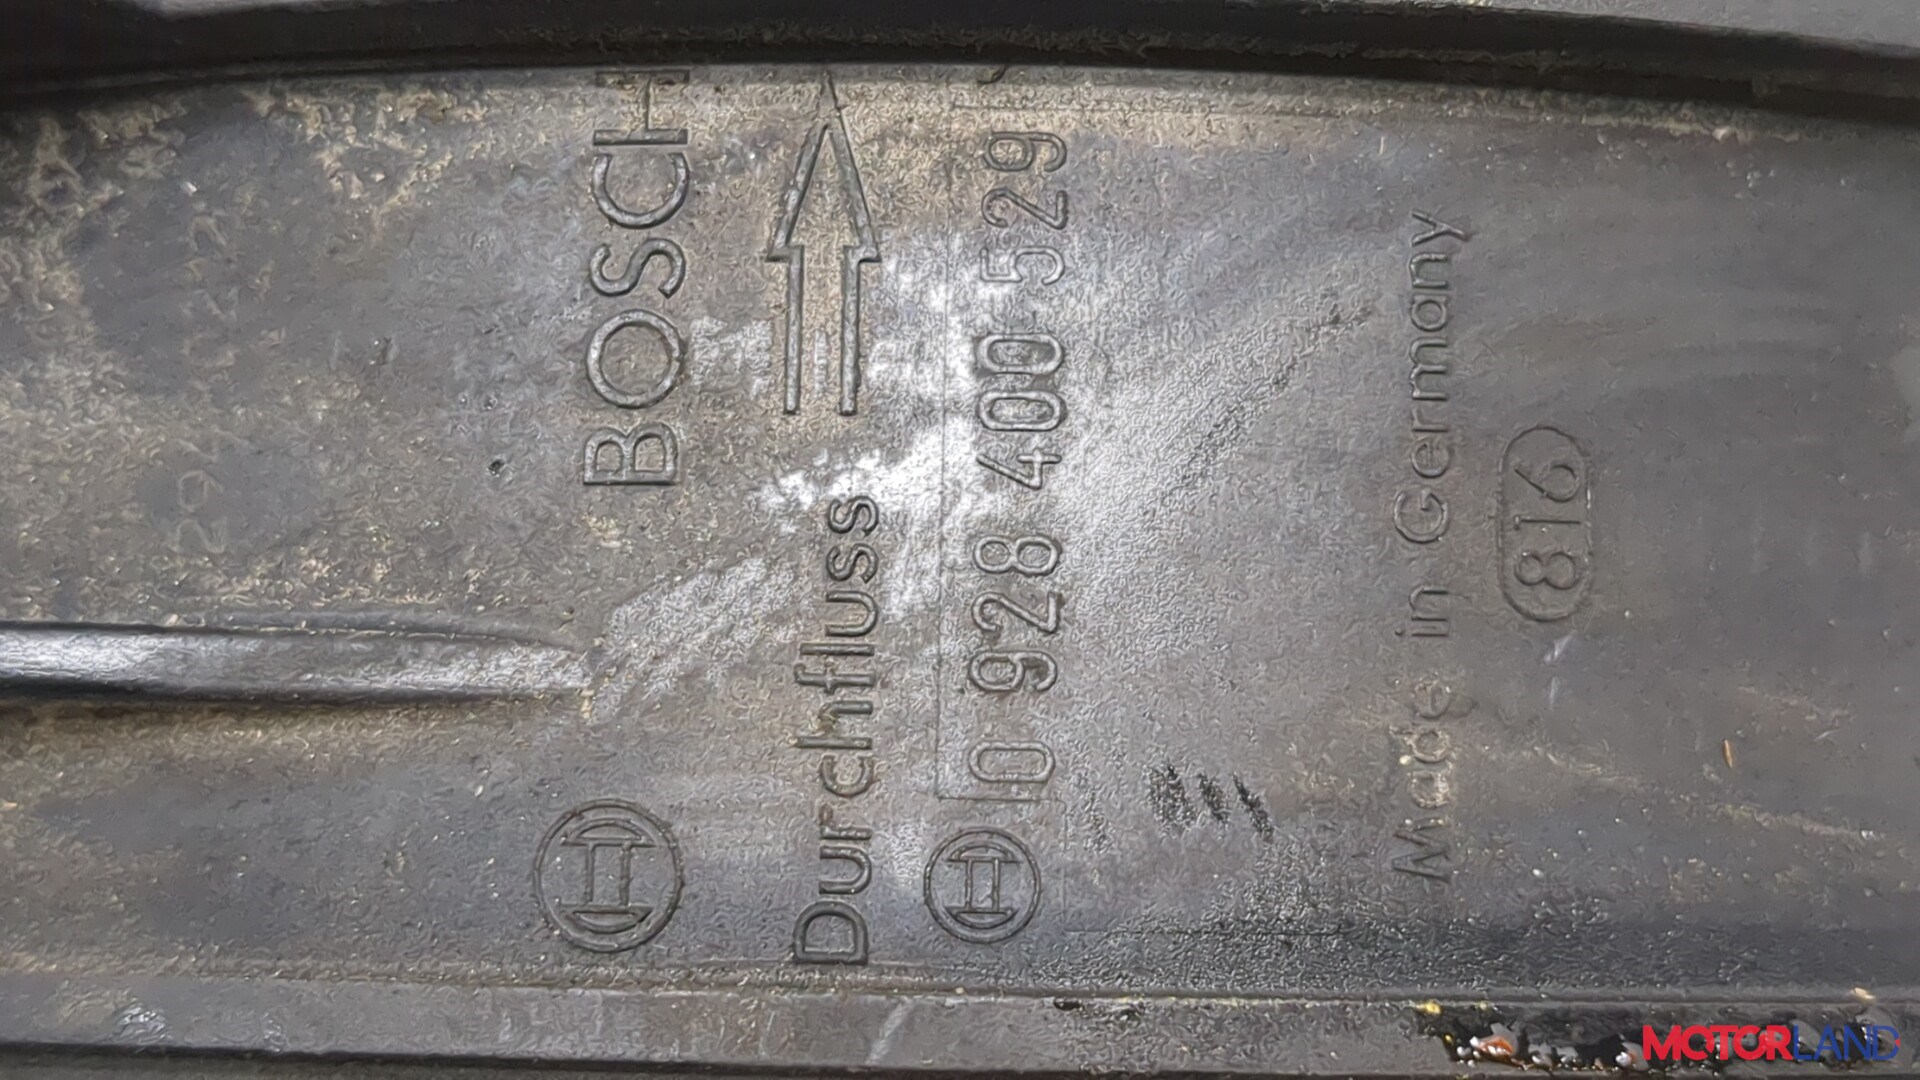 BOSCH
Durchfluss
0 928 400 529
Made in Germany
816
MOTORLAND